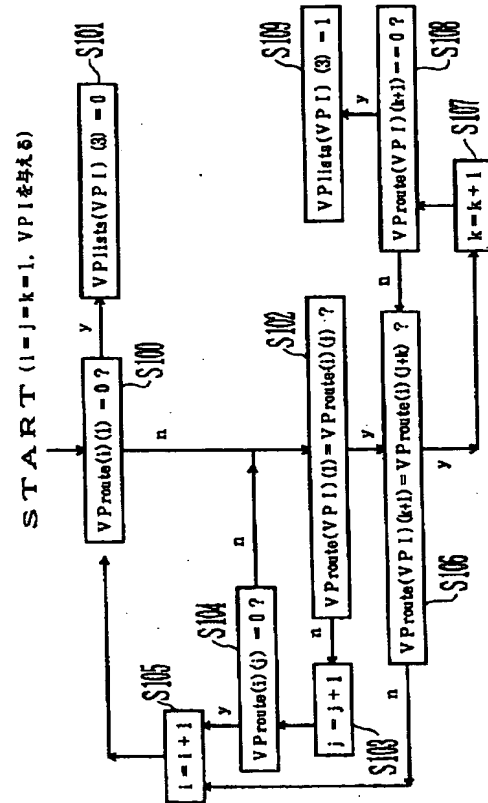 START (i=j=k=1, VPIを与える)
VProute(i)(1) = 0 ?
S100
y
VPlists(VPI) (3) = 0
S101
n
i = i + 1
S105
VProute(i)(j) = 0 ?
S104
y
n
VProute(VPI)(1) = VProute(i)(j) ?
S102
n
j = j + 1
S103
y
VProute(VPI)(k+1) = VProute(i)(j+k) ?
S106
n
y
k = k + 1
S107
VProute(VPI)(k+1) -- 0 ?
S108
n
y
VPlists(VPI) (3) - 1
S109